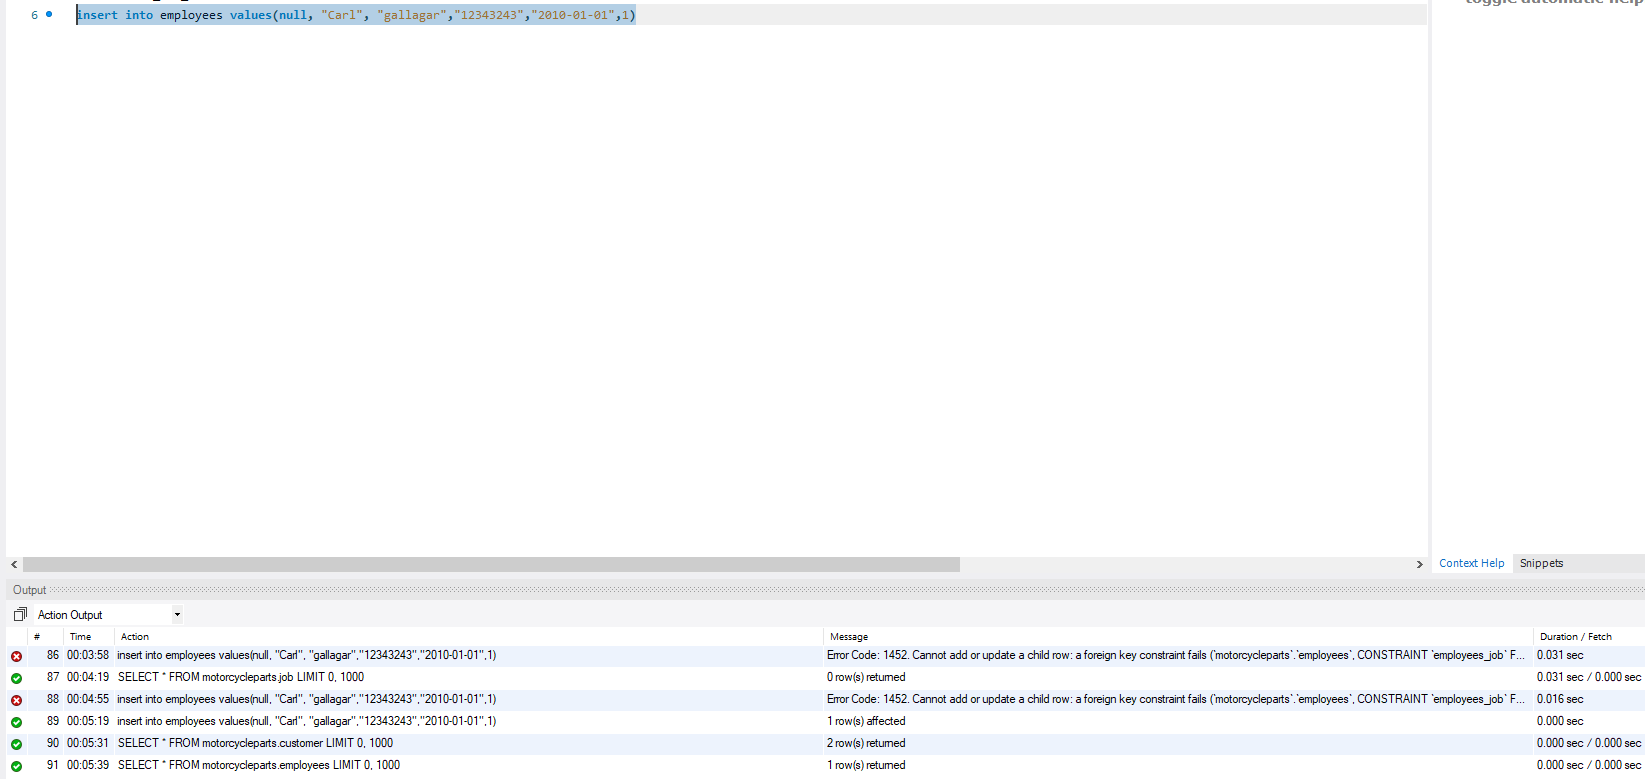 toggle automatic help
6 insert into employees values(null, "Carl", "gallagar","12343243","2010-01-01",1)
Context Help Snippets
Output
Action Output
# Time Action Message Duration / Fetch
86 00:03:58 insert into employees values(null, "Carl", "gallagar","12343243","2010-01-01",1) Error Code: 1452. Cannot add or update a child row: a foreign key constraint fails (`motorcycleparts`.`employees`, CONSTRAINT `employees_job` F... 0.031 sec
87 00:04:19 SELECT * FROM motorcycleparts.job LIMIT 0, 1000 0 row(s) returned 0.031 sec / 0.000 sec
88 00:04:55 insert into employees values(null, "Carl", "gallagar","12343243","2010-01-01",1) Error Code: 1452. Cannot add or update a child row: a foreign key constraint fails (`motorcycleparts`.`employees`, CONSTRAINT `employees_job` F... 0.016 sec
89 00:05:19 insert into employees values(null, "Carl", "gallagar","12343243","2010-01-01",1) 1 row(s) affected 0.000 sec
90 00:05:31 SELECT * FROM motorcycleparts.customer LIMIT 0, 1000 2 row(s) returned 0.000 sec / 0.000 sec
91 00:05:39 SELECT * FROM motorcycleparts.employees LIMIT 0, 1000 1 row(s) returned 0.000 sec / 0.000 sec